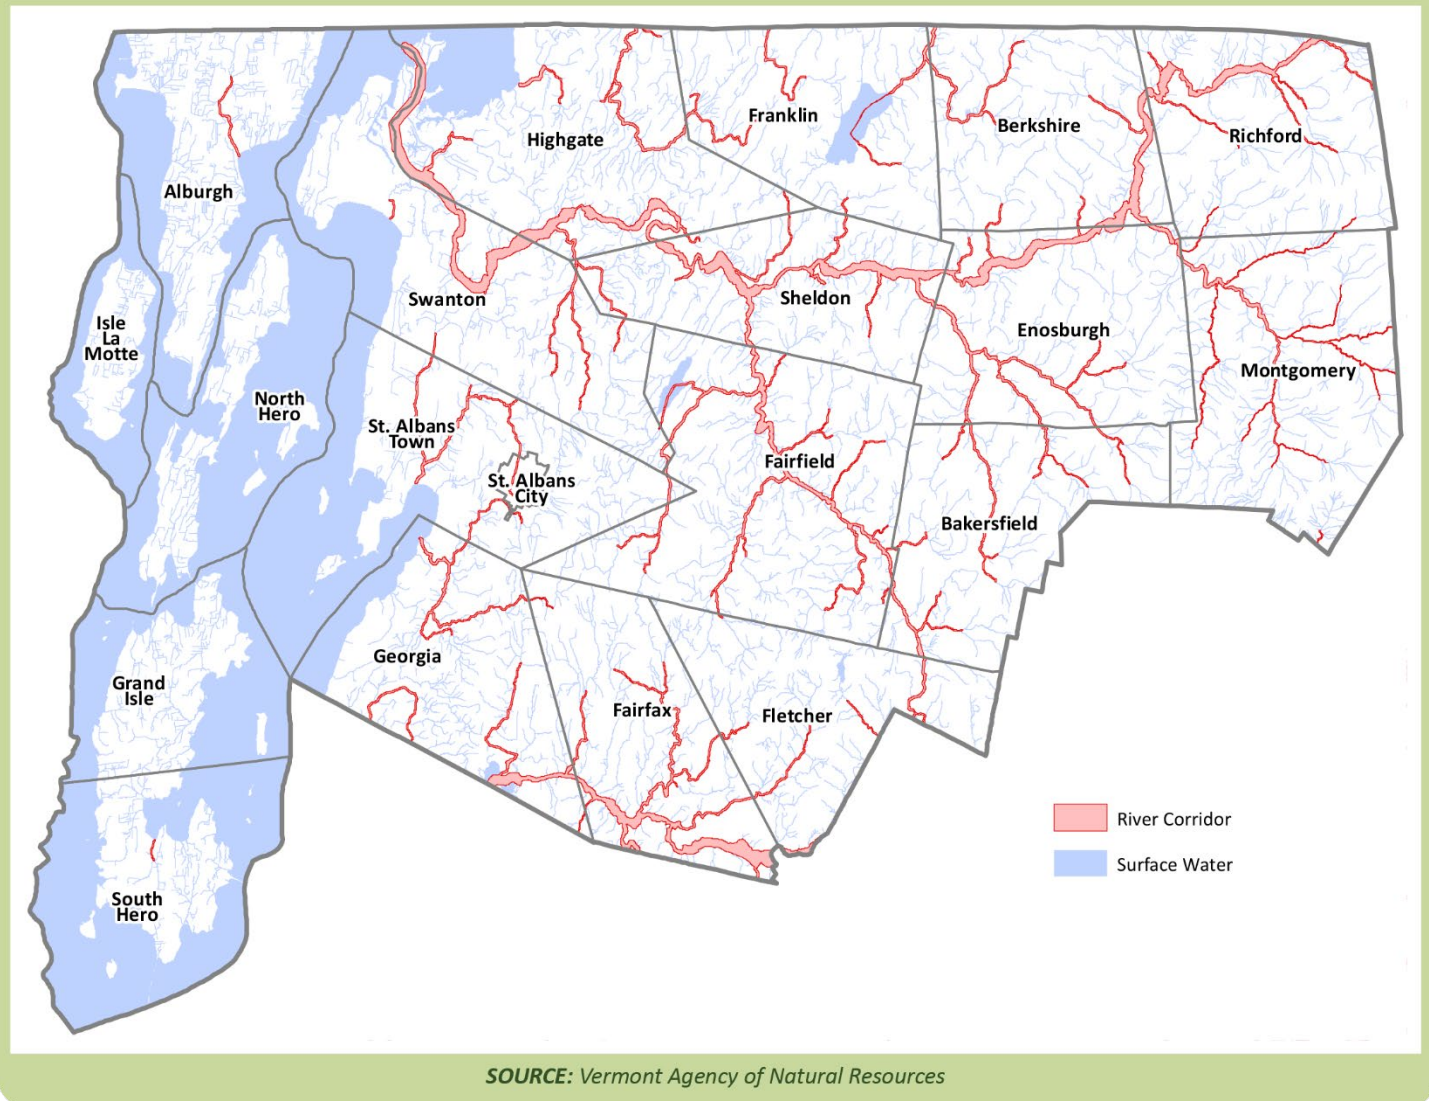 Franklin
Highgate
Berkshire
Richford
Alburgh
Swanton
Sheldon
Isle
La
Motte
Enosburgh
Montgomery
North
Hero
St. Albans
Town
Fairfield
St. Albans
City
Bakersfield
Georgia
Grand
Isle
Fairfax
Fletcher
River Corridor
Surface Water
South
Hero
SOURCE: Vermont Agency of Natural Resources